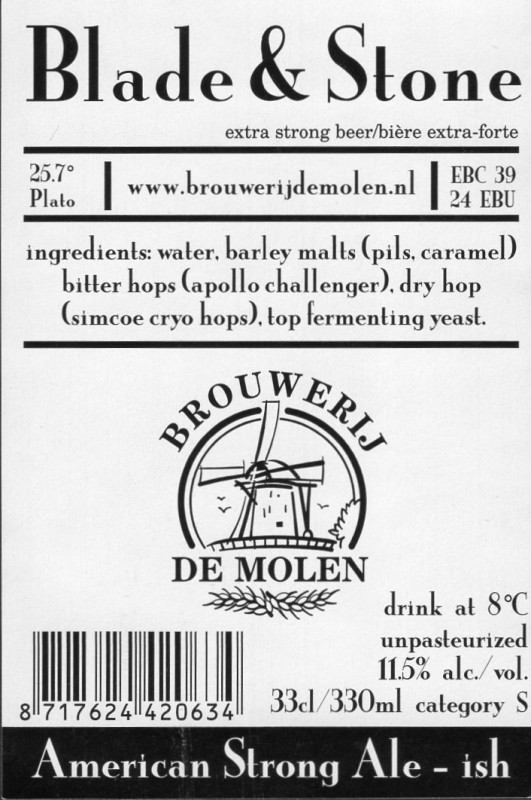 Blade & Stone
extra strong beer/bière extra-forte
25.7°
Plato
www.brouwerijdemolen.nl
EBC 39
24 EBU
ingredients: water, barley malts (pils, caramel)
bitter hops (apollo challenger), dry hop
(simcoe cryo hops), top fermenting yeast.
BROUWERIJ
DE MOLEN
drink at 8°C
unpasteurized
11.5% alc./vol.
33cl/330ml category S
8 717624 420634
American Strong Ale - ish